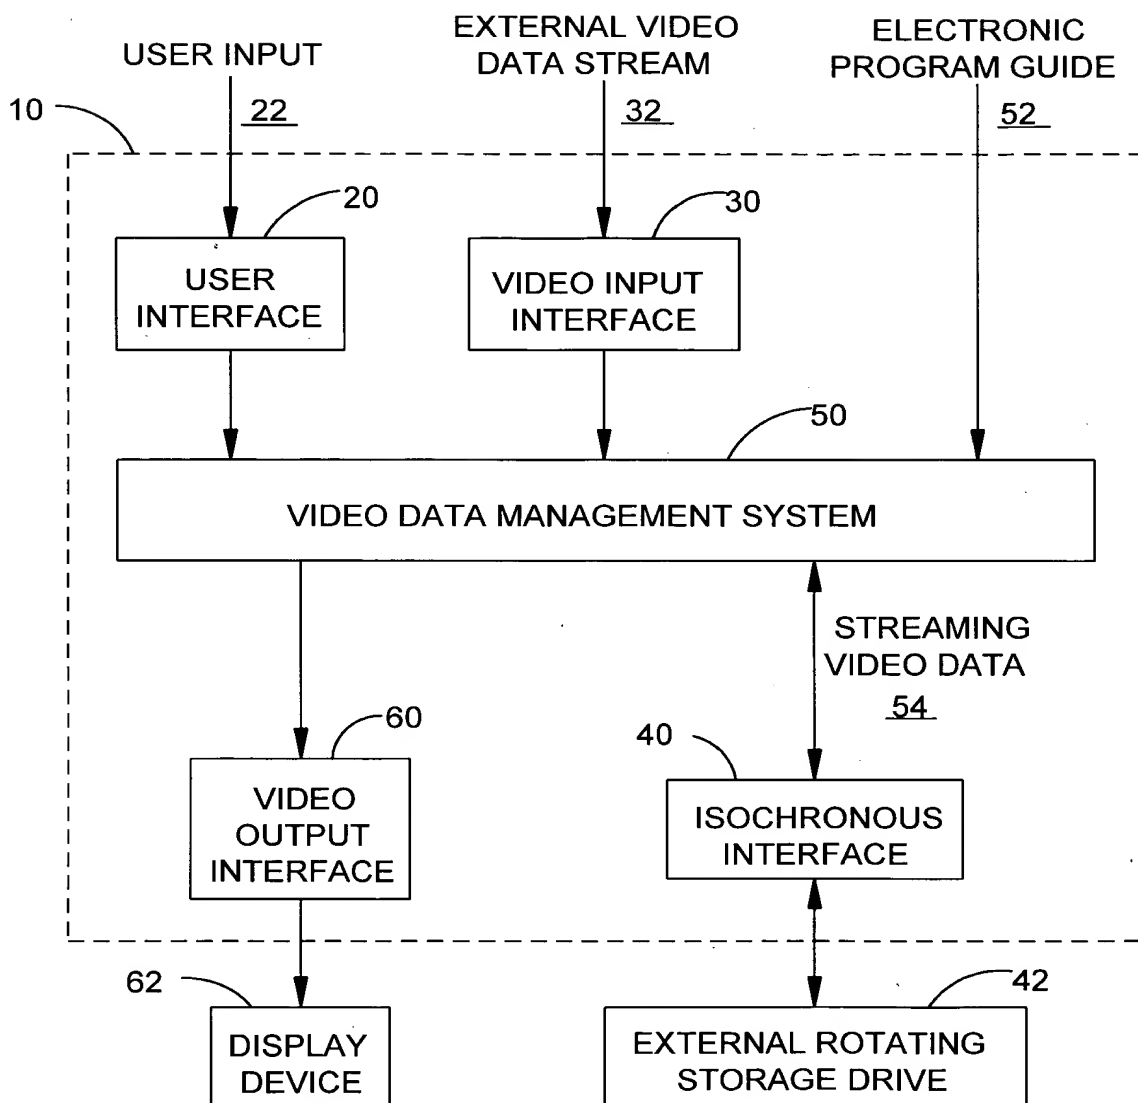 USER INPUT
EXTERNAL VIDEO
DATA STREAM
ELECTRONIC
PROGRAM GUIDE
10
22
32
52
20
30
USER
INTERFACE
VIDEO INPUT
INTERFACE
50
VIDEO DATA MANAGEMENT SYSTEM
STREAMING
VIDEO DATA
54
60
40
VIDEO
OUTPUT
INTERFACE
ISOCHRONOUS
INTERFACE
62
42
DISPLAY
DEVICE
EXTERNAL ROTATING
STORAGE DRIVE